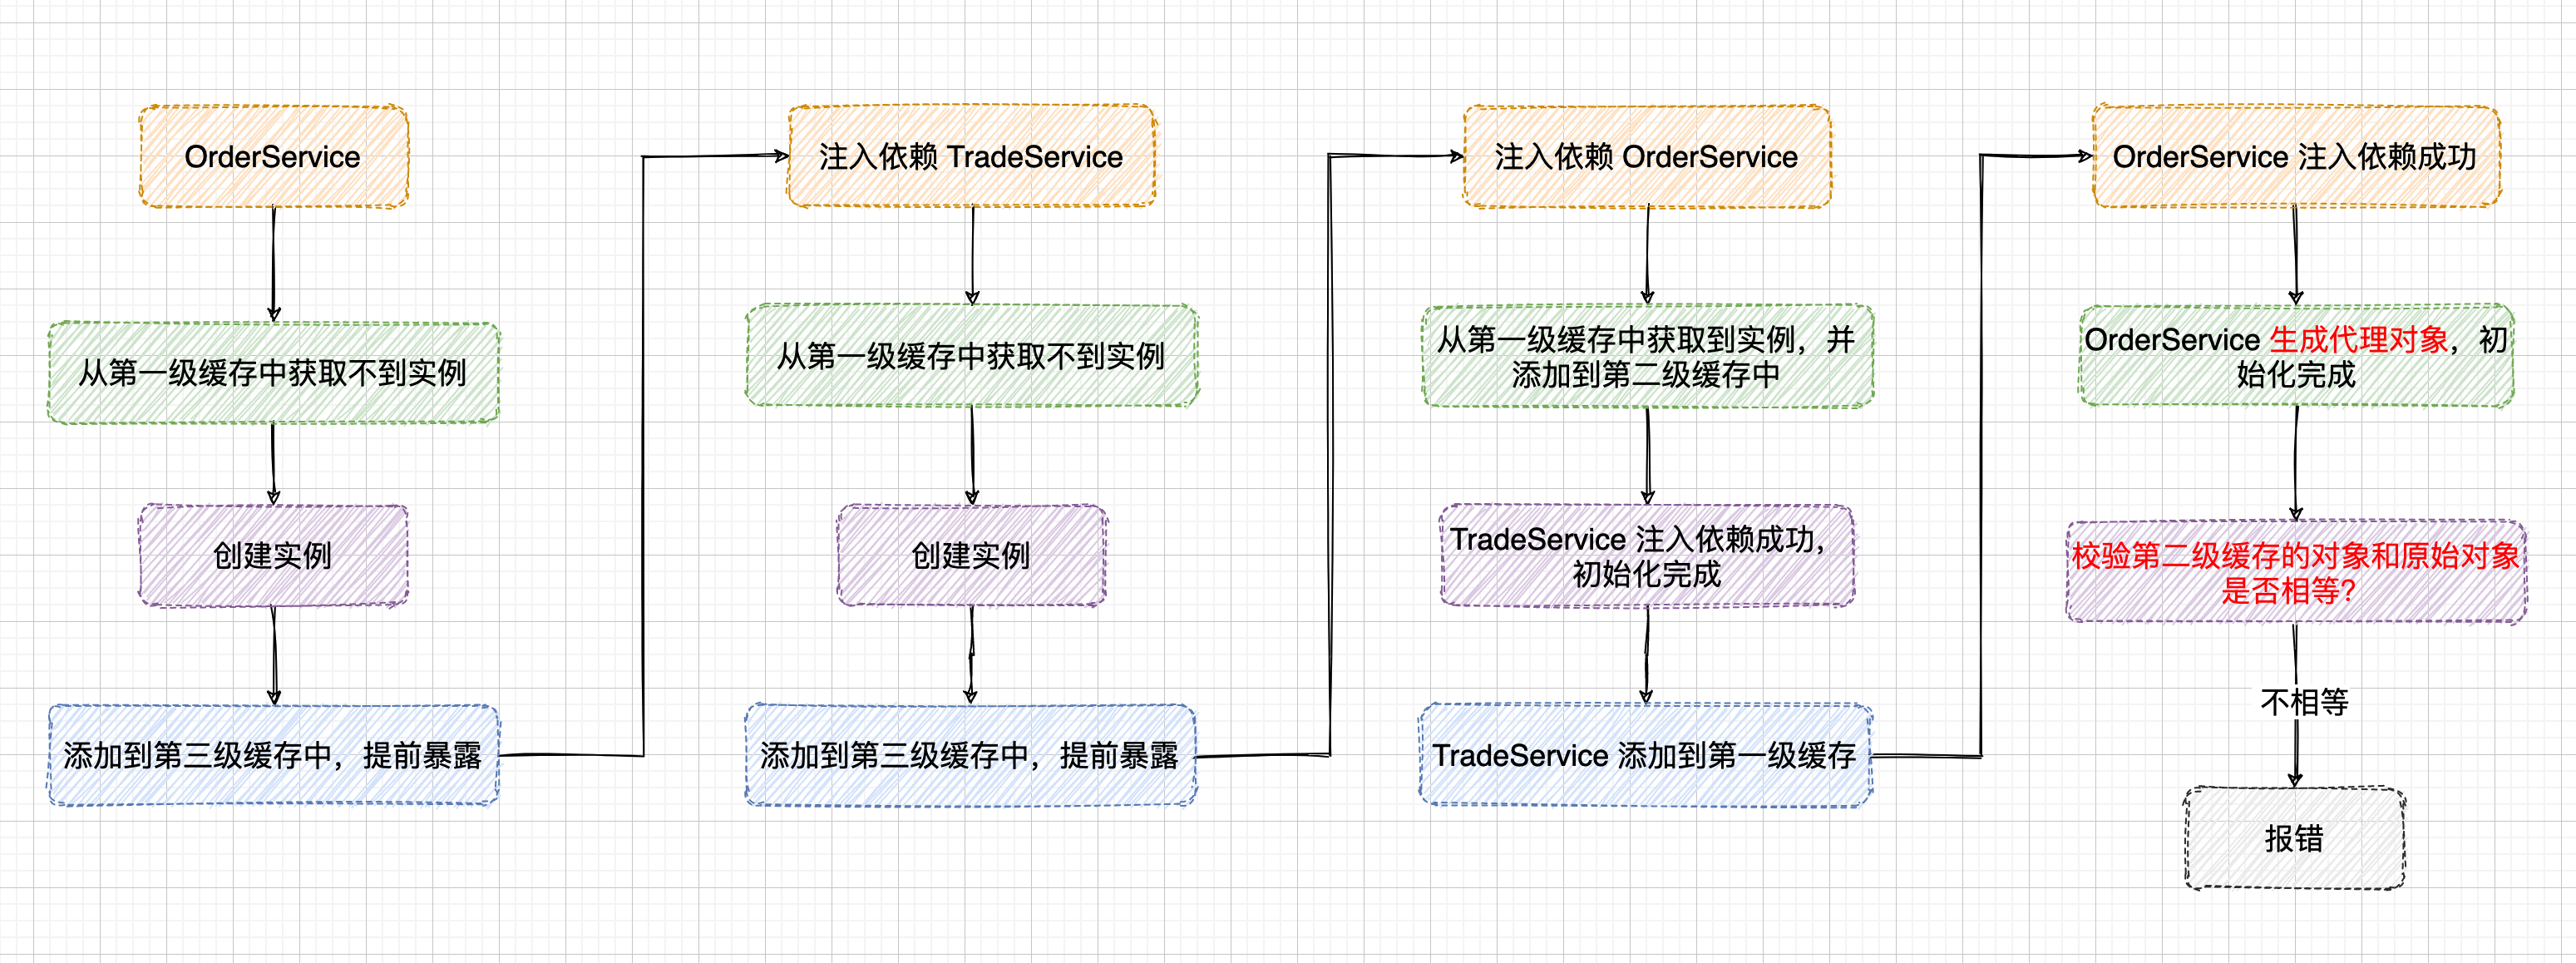 OrderService
从第一级缓存中获取不到实例
创建实例
添加到第三级缓存中，提前暴露
注入依赖 TradeService
从第一级缓存中获取不到实例
创建实例
添加到第三级缓存中，提前暴露
注入依赖 OrderService
从第一级缓存中获取到实例，并
添加到第二级缓存中
TradeService 注入依赖成功，
初始化完成
TradeService 添加到第一级缓存
OrderService 注入依赖成功
OrderService 生成代理对象，初
始化完成
校验第二级缓存的对象和原始对象
是否相等？
不相等
报错